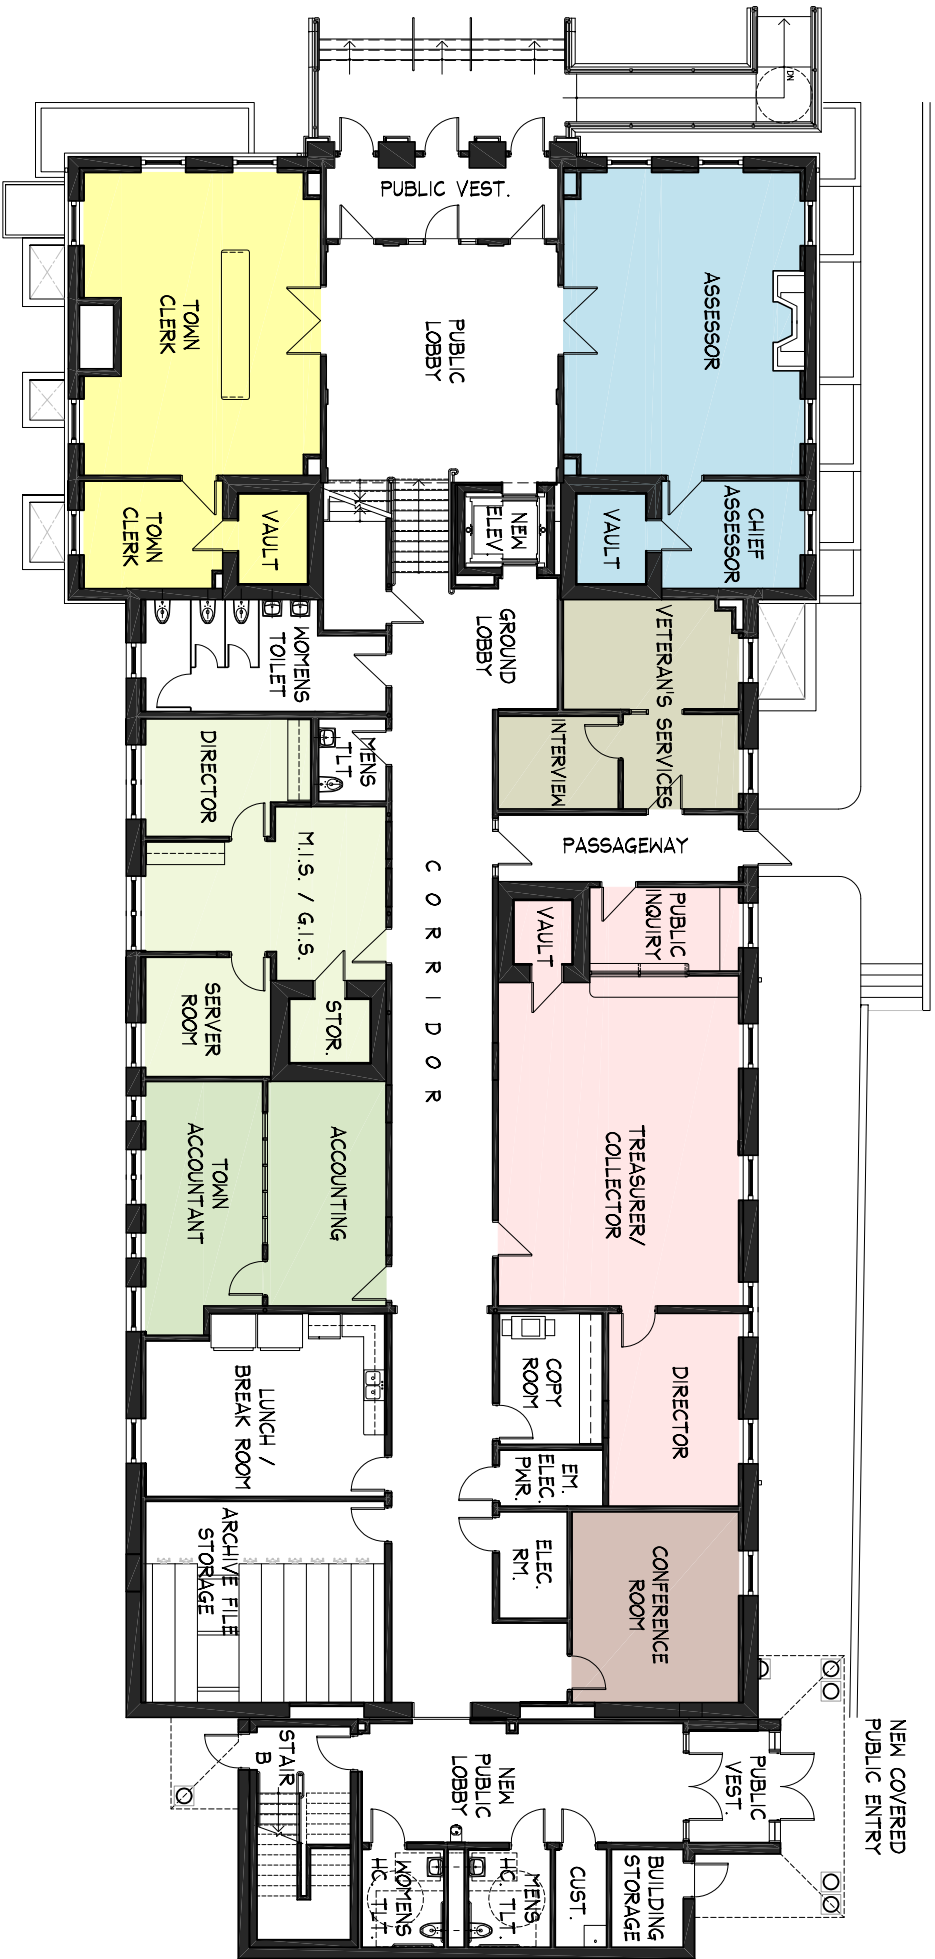 DN
PUBLIC VEST.
TOWN
CLERK
PUBLIC
LOBBY
ASSESSOR
TOWN
CLERK
VAULT
NEW
ELEV
VAULT
CHIEF
ASSESSOR
WOMENS
TOILET
GROUND
LOBBY
VETERAN'S SERVICES
INTERVIEW
DIRECTOR
MENS
TLT
M.I.S. / G.I.S.
PASSAGEWAY
CORRIDOR
VAULT
PUBLIC
INQUIRY
SERVER
ROOM
STOR.
TOWN
ACCOUNTANT
ACCOUNTING
TREASURER/
COLLECTOR
LUNCH /
BREAK ROOM
COPY
ROOM
DIRECTOR
EM.
ELEC.
PWR.
ARCHIVE FILE
STORAGE
ELEC.
RM.
CONFERENCE
ROOM
STAIR
B
NEW
PUBLIC
LOBBY
PUBLIC
VEST.
NEW COVERED
PUBLIC ENTRY
WOMENS
HC. TLT.
MENS
HC. TLT.
CUST.
BUILDING
STORAGE